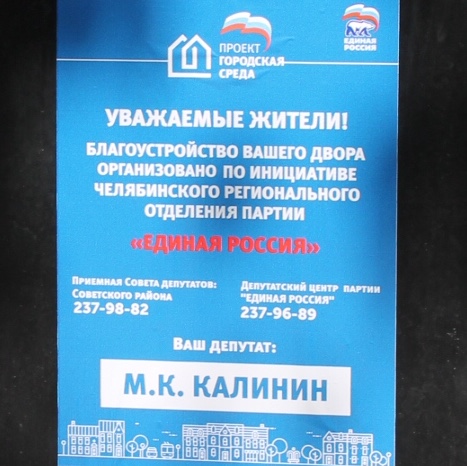 ПРОЕКТ
ГОРОДСКАЯ
СРЕДА
ЕДИНАЯ
РОССИЯ
УВАЖАЕМЫЕ ЖИТЕЛИ!
БЛАГОУСТРОЙСТВО ВАШЕГО ДВОРА
ОРГАНИЗОВАНО ПО ИНИЦИАТИВЕ
ЧЕЛЯБИНСКОГО РЕГИОНАЛЬНОГО
ОТДЕЛЕНИЯ ПАРТИИ
«ЕДИНАЯ РОССИЯ»
ПРИЕМНАЯ СОВЕТА ДЕПУТАТОВ:
СОВЕТСКОГО РАЙОНА
237-98-82
ДЕПУТАТСКИЙ ЦЕНТР ПАРТИИ
"ЕДИНАЯ РОССИЯ"
237-96-89
ВАШ ДЕПУТАТ:
М.К. КАЛИНИН